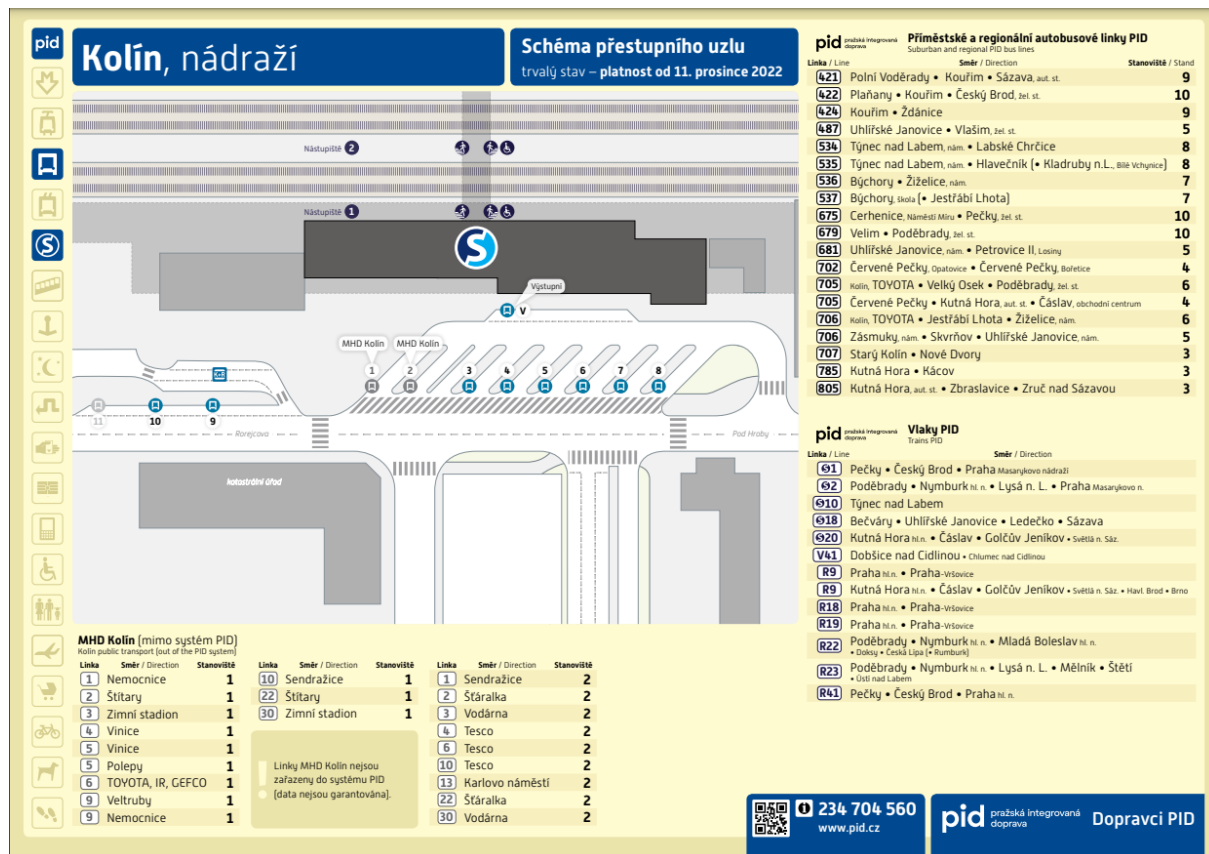 pid
Kolín, nádraží
Schéma přestupního uzlu
trvalý stav – platnost od 11. prosince 2022
Nástupiště 2
Nástupiště 1
S
Výstupní
V
MHD Kolín
MHD Kolín
1 2 3 4 5 6 7 8
11 10 9
Rorejcova
Pod Hroby
katastrální úřad
pid pražská integrovaná doprava
Příměstské a regionální autobusové linky PID
Suburban and regional PID bus lines
Linka / Line Směr / Direction Stanoviště / Stand
421 Polní Voděrady • Kouřim • Sázava, aut. st. 9
422 Plaňany • Kouřim • Český Brod, žel. st. 10
424 Kouřim • Ždánice 9
487 Uhlířské Janovice • Vlašim, žel. st. 5
534 Týnec nad Labem, nám. • Labské Chrčice 8
535 Týnec nad Labem, nám. • Hlavečník (• Kladruby n.L., Bílé Vchynice) 8
536 Býchory • Žiželice, nám. 7
537 Býchory, škola (• Jestřábí Lhota) 7
675 Cerhenice, Náměstí Míru • Pečky, žel. st. 10
679 Velim • Poděbrady, žel. st. 10
681 Uhlířské Janovice, nám. • Petrovice II, Losiny 5
702 Červené Pečky, Opatovice • Červené Pečky, Bořetice 4
705 Kolín, TOYOTA • Velký Osek • Poděbrady, žel. st. 6
705 Červené Pečky • Kutná Hora, aut. st. • Čáslav, obchodní centrum 4
706 Kolín, TOYOTA • Jestřábí Lhota • Žiželice, nám. 6
706 Zásmuky, nám. • Skvrňov • Uhlířské Janovice, nám. 5
707 Starý Kolín • Nové Dvory 3
785 Kutná Hora • Kácov 3
805 Kutná Hora, aut. st. • Zbraslavice • Zruč nad Sázavou 3
pid pražská integrovaná doprava
Vlaky PID
Trains PID
Linka / Line Směr / Direction
S1 Pečky • Český Brod • Praha Masarykovo nádraží
S2 Poděbrady • Nymburk hl. n. • Lysá n. L. • Praha Masarykovo n.
S10 Týnec nad Labem
S18 Bečváry • Uhlířské Janovice • Ledečko • Sázava
S20 Kutná Hora hl.n. • Čáslav • Golčův Jeníkov • Světlá n. Sáz.
V41 Dobšice nad Cidlinou • Chlumec nad Cidlinou
R9 Praha hl.n. • Praha-Vršovice
R9 Kutná Hora hl.n. • Čáslav • Golčův Jeníkov • Světlá n. Sáz. • Havl. Brod • Brno
R18 Praha hl.n. • Praha-Vršovice
R19 Praha hl.n. • Praha-Vršovice
R22 Poděbrady • Nymburk hl. n. • Mladá Boleslav hl. n.
• Doksy • Česká Lípa (• Rumburk)
R23 Poděbrady • Nymburk hl. n. • Lysá n. L. • Mělník • Štětí
• Ústí nad Labem
R41 Pečky • Český Brod • Praha hl. n.
MHD Kolín (mimo systém PID)
Kolín public transport (out of the PID system)
Linka Směr / Direction Stanoviště
1 Nemocnice 1
2 Štítary 1
3 Zimní stadion 1
4 Vinice 1
5 Vinice 1
5 Polepy 1
6 TOYOTA, IR, GEFCO 1
9 Veltruby 1
9 Nemocnice 1
Linka Směr / Direction Stanoviště
10 Sendražice 1
22 Štítary 1
30 Zimní stadion 1
Linky MHD Kolín nejsou
zařazeny do systému PID
(data nejsou garantována).
Linka Směr / Direction Stanoviště
1 Sendražice 2
2 Šťáralka 2
3 Vodárna 2
4 Tesco 2
6 Tesco 2
10 Tesco 2
13 Karlovo náměstí 2
22 Šťáralka 2
30 Vodárna 2
234 704 560
www.pid.cz
pid pražská integrovaná doprava
Dopravci PID